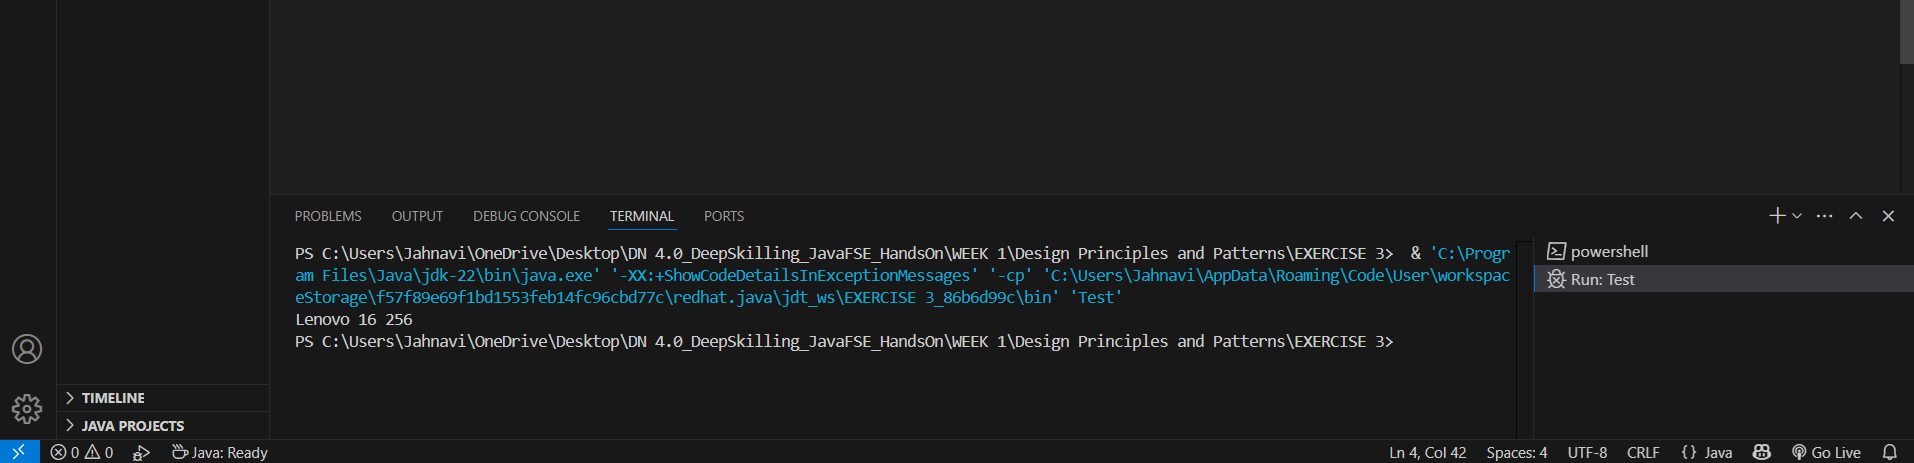 PROBLEMS OUTPUT DEBUG CONSOLE TERMINAL PORTS
PS C:\Users\Jahnavi\OneDrive\Desktop\DN 4.0_DeepSkilling_JavaFSE_HandsOn\WEEK 1\Design Principles and Patterns\EXERCISE 3>  & 'C:\Progr
am Files\Java\jdk-22\bin\java.exe' '-XX:+ShowCodeDetailsInExceptionMessages' '-cp' 'C:\Users\Jahnavi\AppData\Roaming\Code\User\workspac
eStorage\f57f89e69f1bd1553feb14fc96cbd77c\redhat.java\jdt_ws\EXERCISE 3_86b6d99c\bin' 'Test'
Lenovo 16 256
PS C:\Users\Jahnavi\OneDrive\Desktop\DN 4.0_DeepSkilling_JavaFSE_HandsOn\WEEK 1\Design Principles and Patterns\EXERCISE 3>
powershell
Run: Test
TIMELINE
JAVA PROJECTS
0 0 Java: Ready Ln 4, Col 42 Spaces: 4 UTF-8 CRLF {} Java Go Live